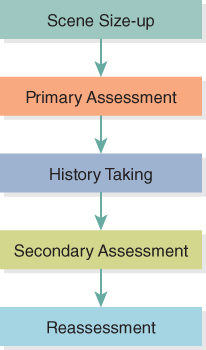 Scene Size-up
Primary Assessment
History Taking
Secondary Assessment
Reassessment